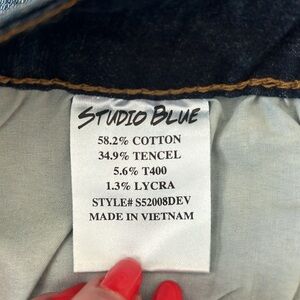 STUDIO BLUE
58.2% COTTON
34.9% TENCEL
5.6% T400
1.3% LYCRA
STYLE# S52008DEV
MADE IN VIETNAM